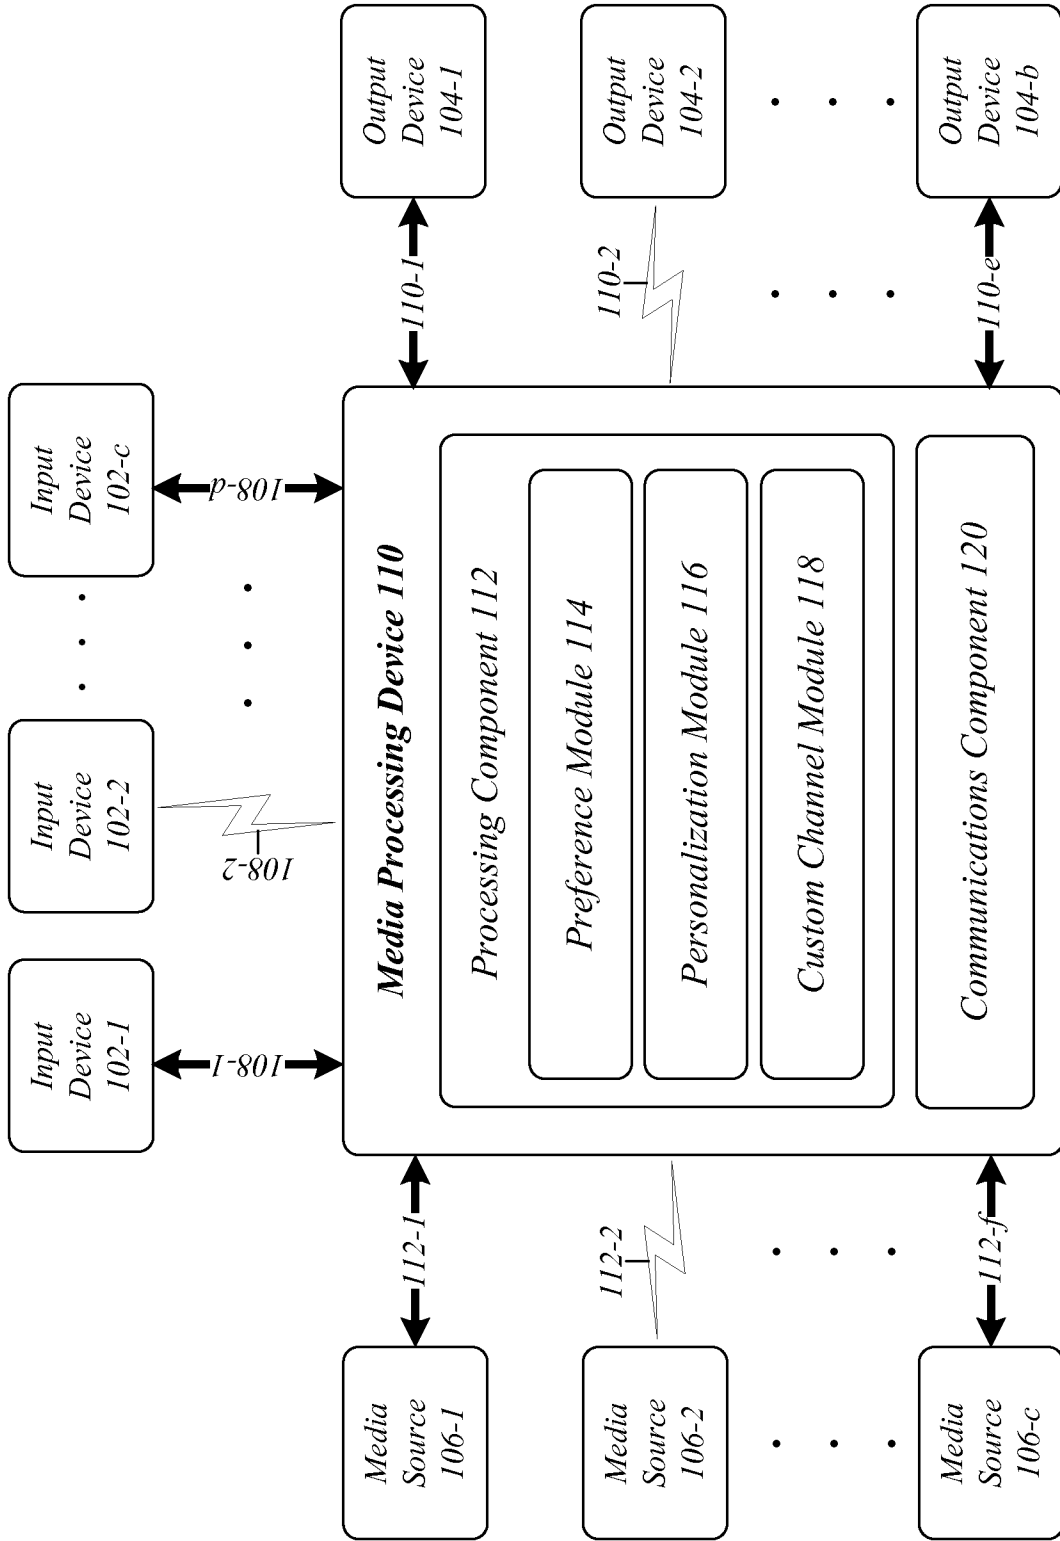 Input
Device
102-1
Input
Device
102-2
Input
Device
102-c
108-1
108-2
108-d
Media
Source
106-1
112-1
Media
Source
106-2
112-2
Media
Source
106-c
112-f
Media Processing Device 110
Processing Component 112
Preference Module 114
Personalization Module 116
Custom Channel Module 118
Communications Component 120
110-1
Output
Device
104-1
110-2
Output
Device
104-2
110-e
Output
Device
104-b